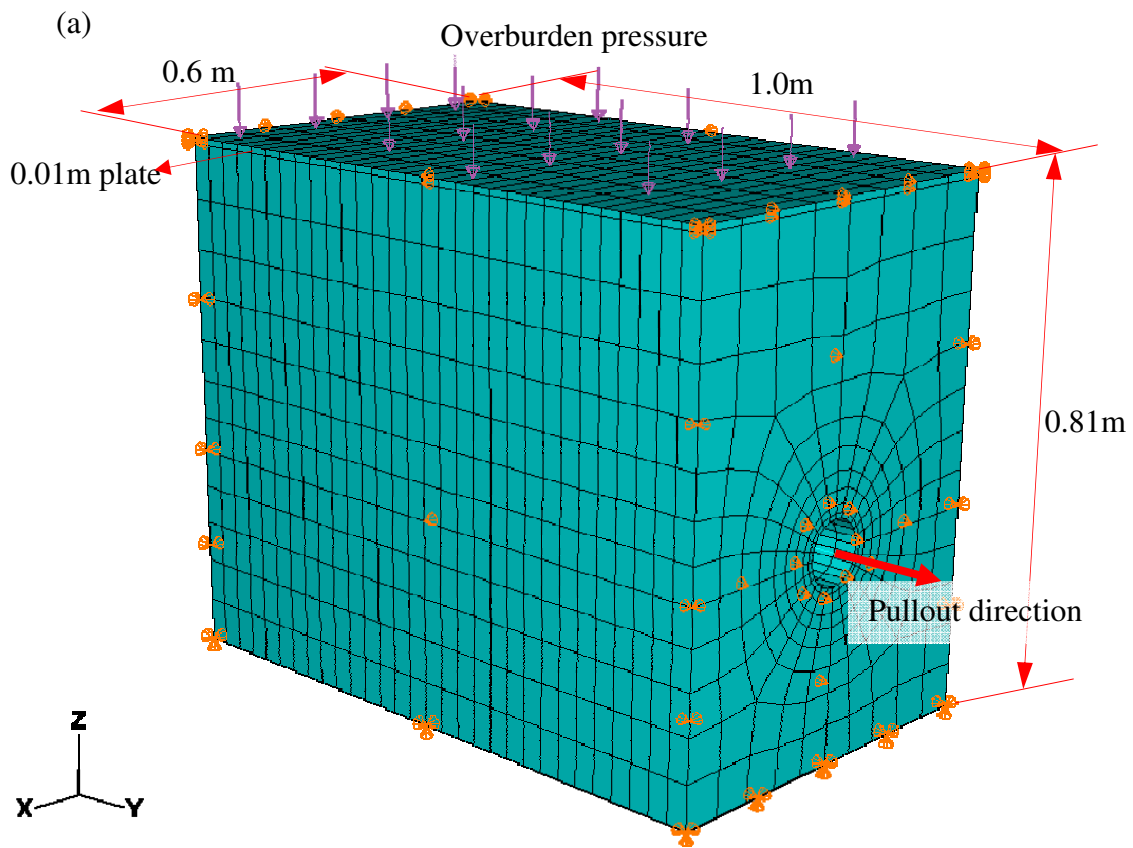 (a)
Overburden pressure
0.6 m
1.0m
0.01m plate
0.81m
Pullout direction
Z
X
Y